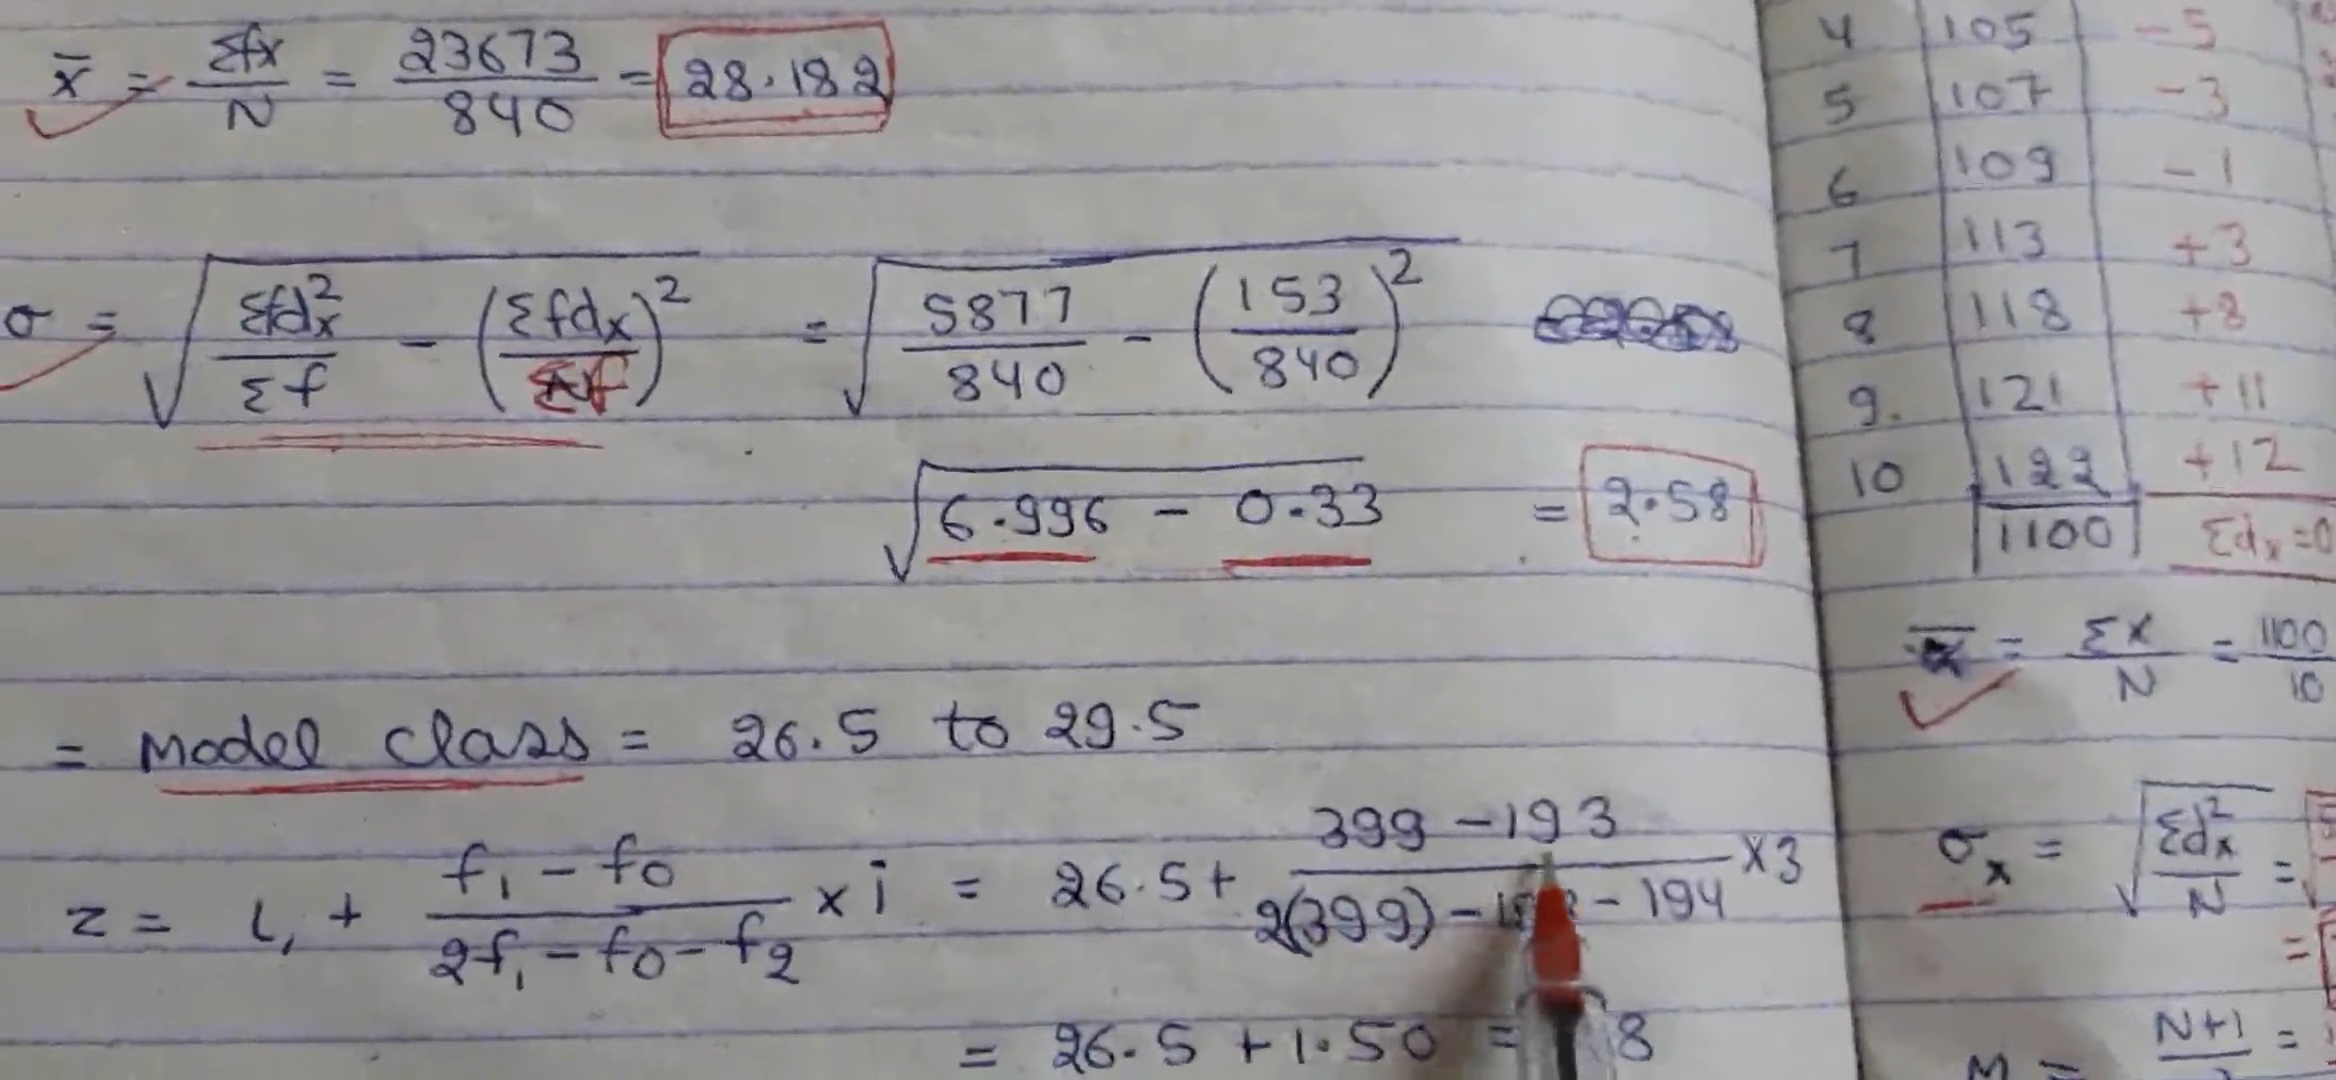 x̄ = Σfx / N = 23673 / 840 = 28.182
σ = √(Σfdx² / Σf - (Σfdx / Σf)²) = √(5877 / 840 - (153 / 840)²)
√(6.996 - 0.33) = 2.58
= Model class = 26.5 to 29.5
z = l₁ + (f₁ - f₀) / (2f₁ - f₀ - f₂) × i = 26.5 + (399 - 193) / (2(399) - - 194) × 3
= 26.5 + 1.50 = 8
4 105 -5
5 107 -3
6 109 -1
7 113 +3
8 118 +8
9. 121 +11
10 122 +12
1100 Σdx = 0
= Σx / N = 1100 / 10
σx = √(Σdx² / N) =
=
M = N+1 =